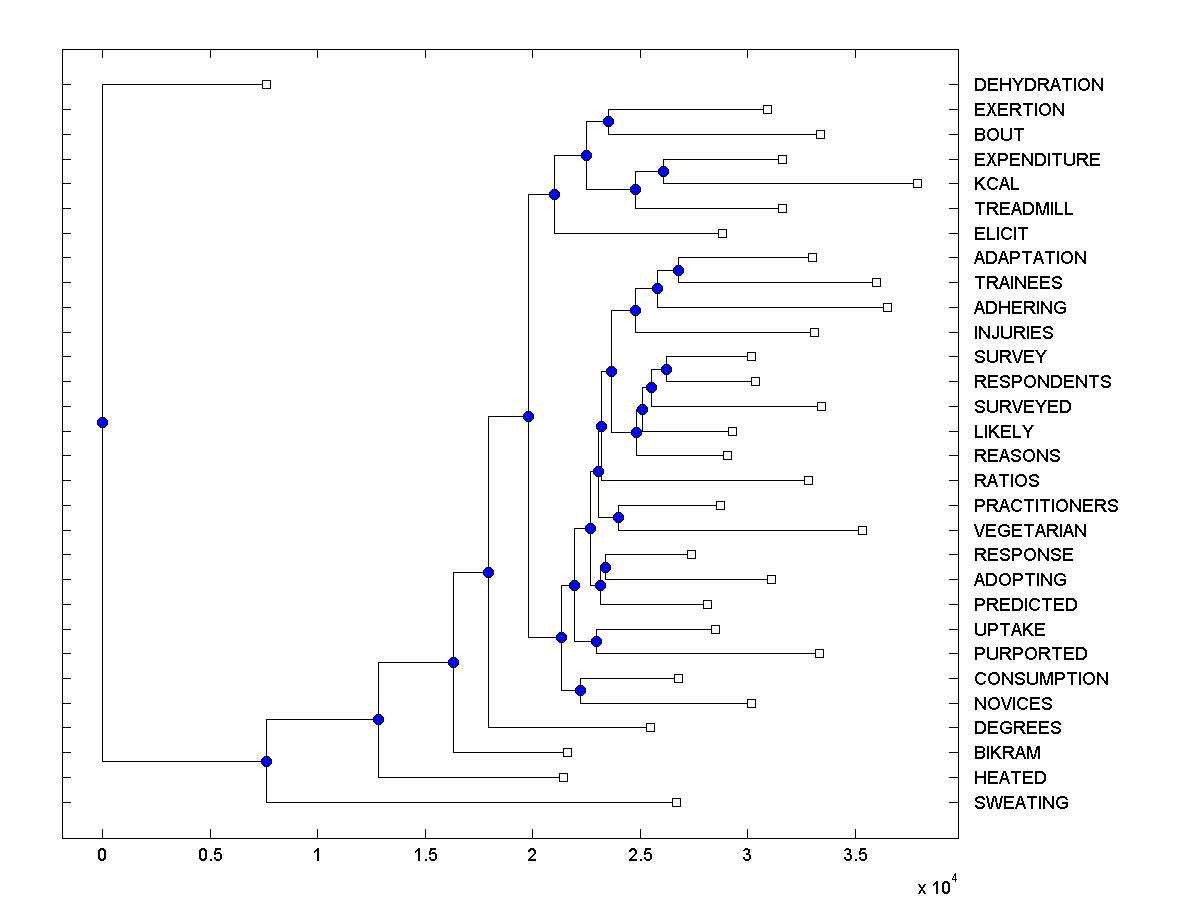 DEHYDRATION
EXERTION
BOUT
EXPENDITURE
KCAL
TREADMILL
ELICIT
ADAPTATION
TRAINEES
ADHERING
INJURIES
SURVEY
RESPONDENTS
SURVEYED
LIKELY
REASONS
RATIOS
PRACTITIONERS
VEGETARIAN
RESPONSE
ADOPTING
PREDICTED
UPTAKE
PURPORTED
CONSUMPTION
NOVICES
DEGREES
BIKRAM
HEATED
SWEATING
0 0.5 1 1.5 2 2.5 3 3.5
x 10^4